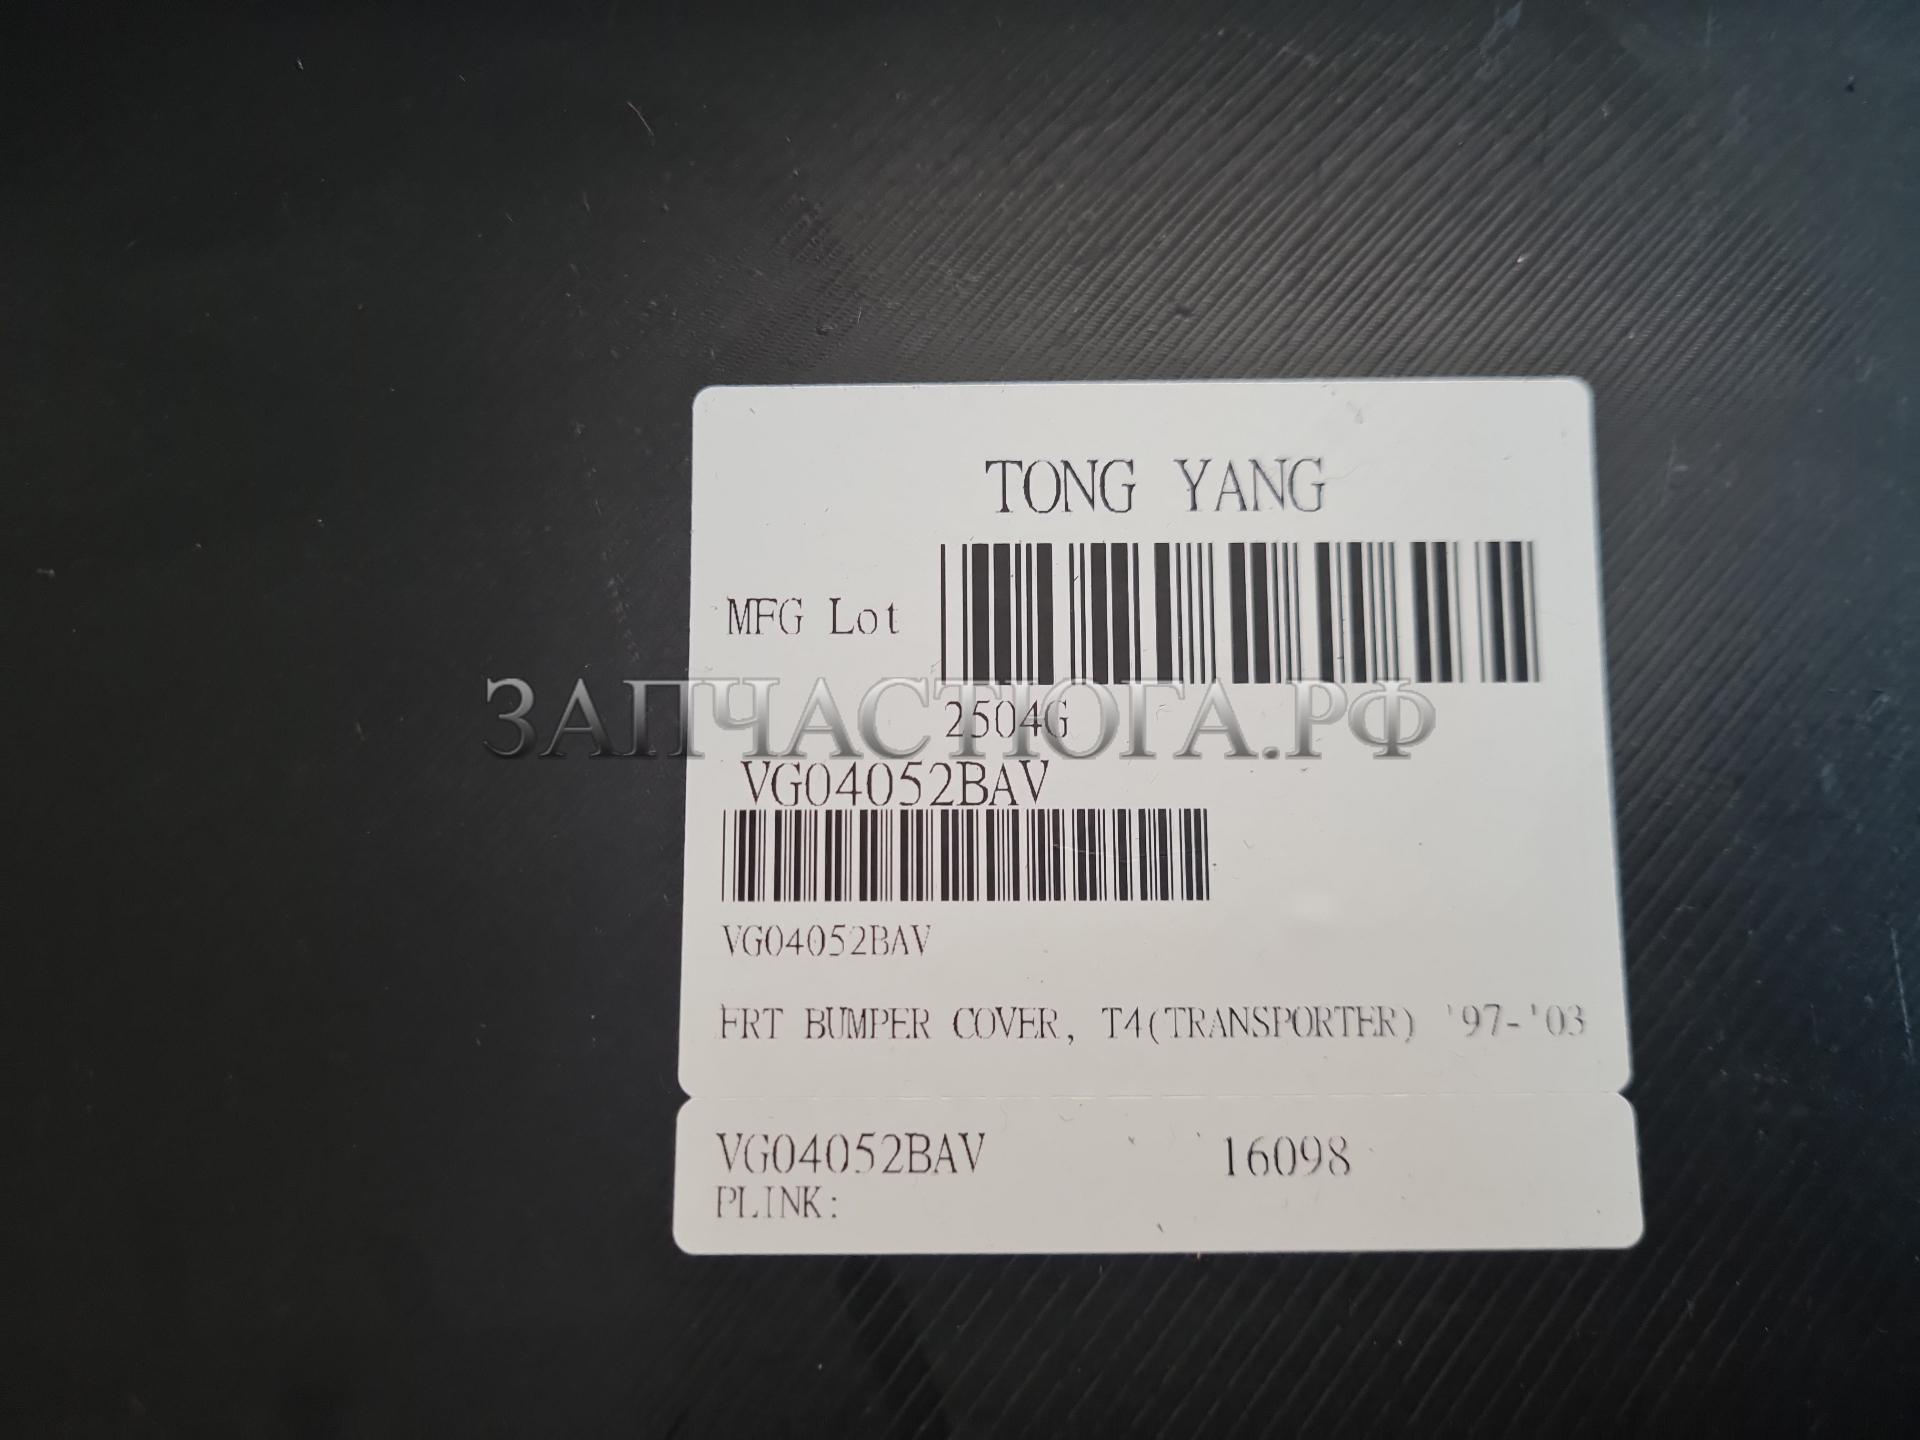 TONG YANG
MFG Lot
2504G
ЗАПЧАСТЮГА.РФ
VG04052BAV
VG04052BAV
FRT BUMPER COVER, T4(TRANSPORTER) '97-'03
VG04052BAV 16098
PLINK: